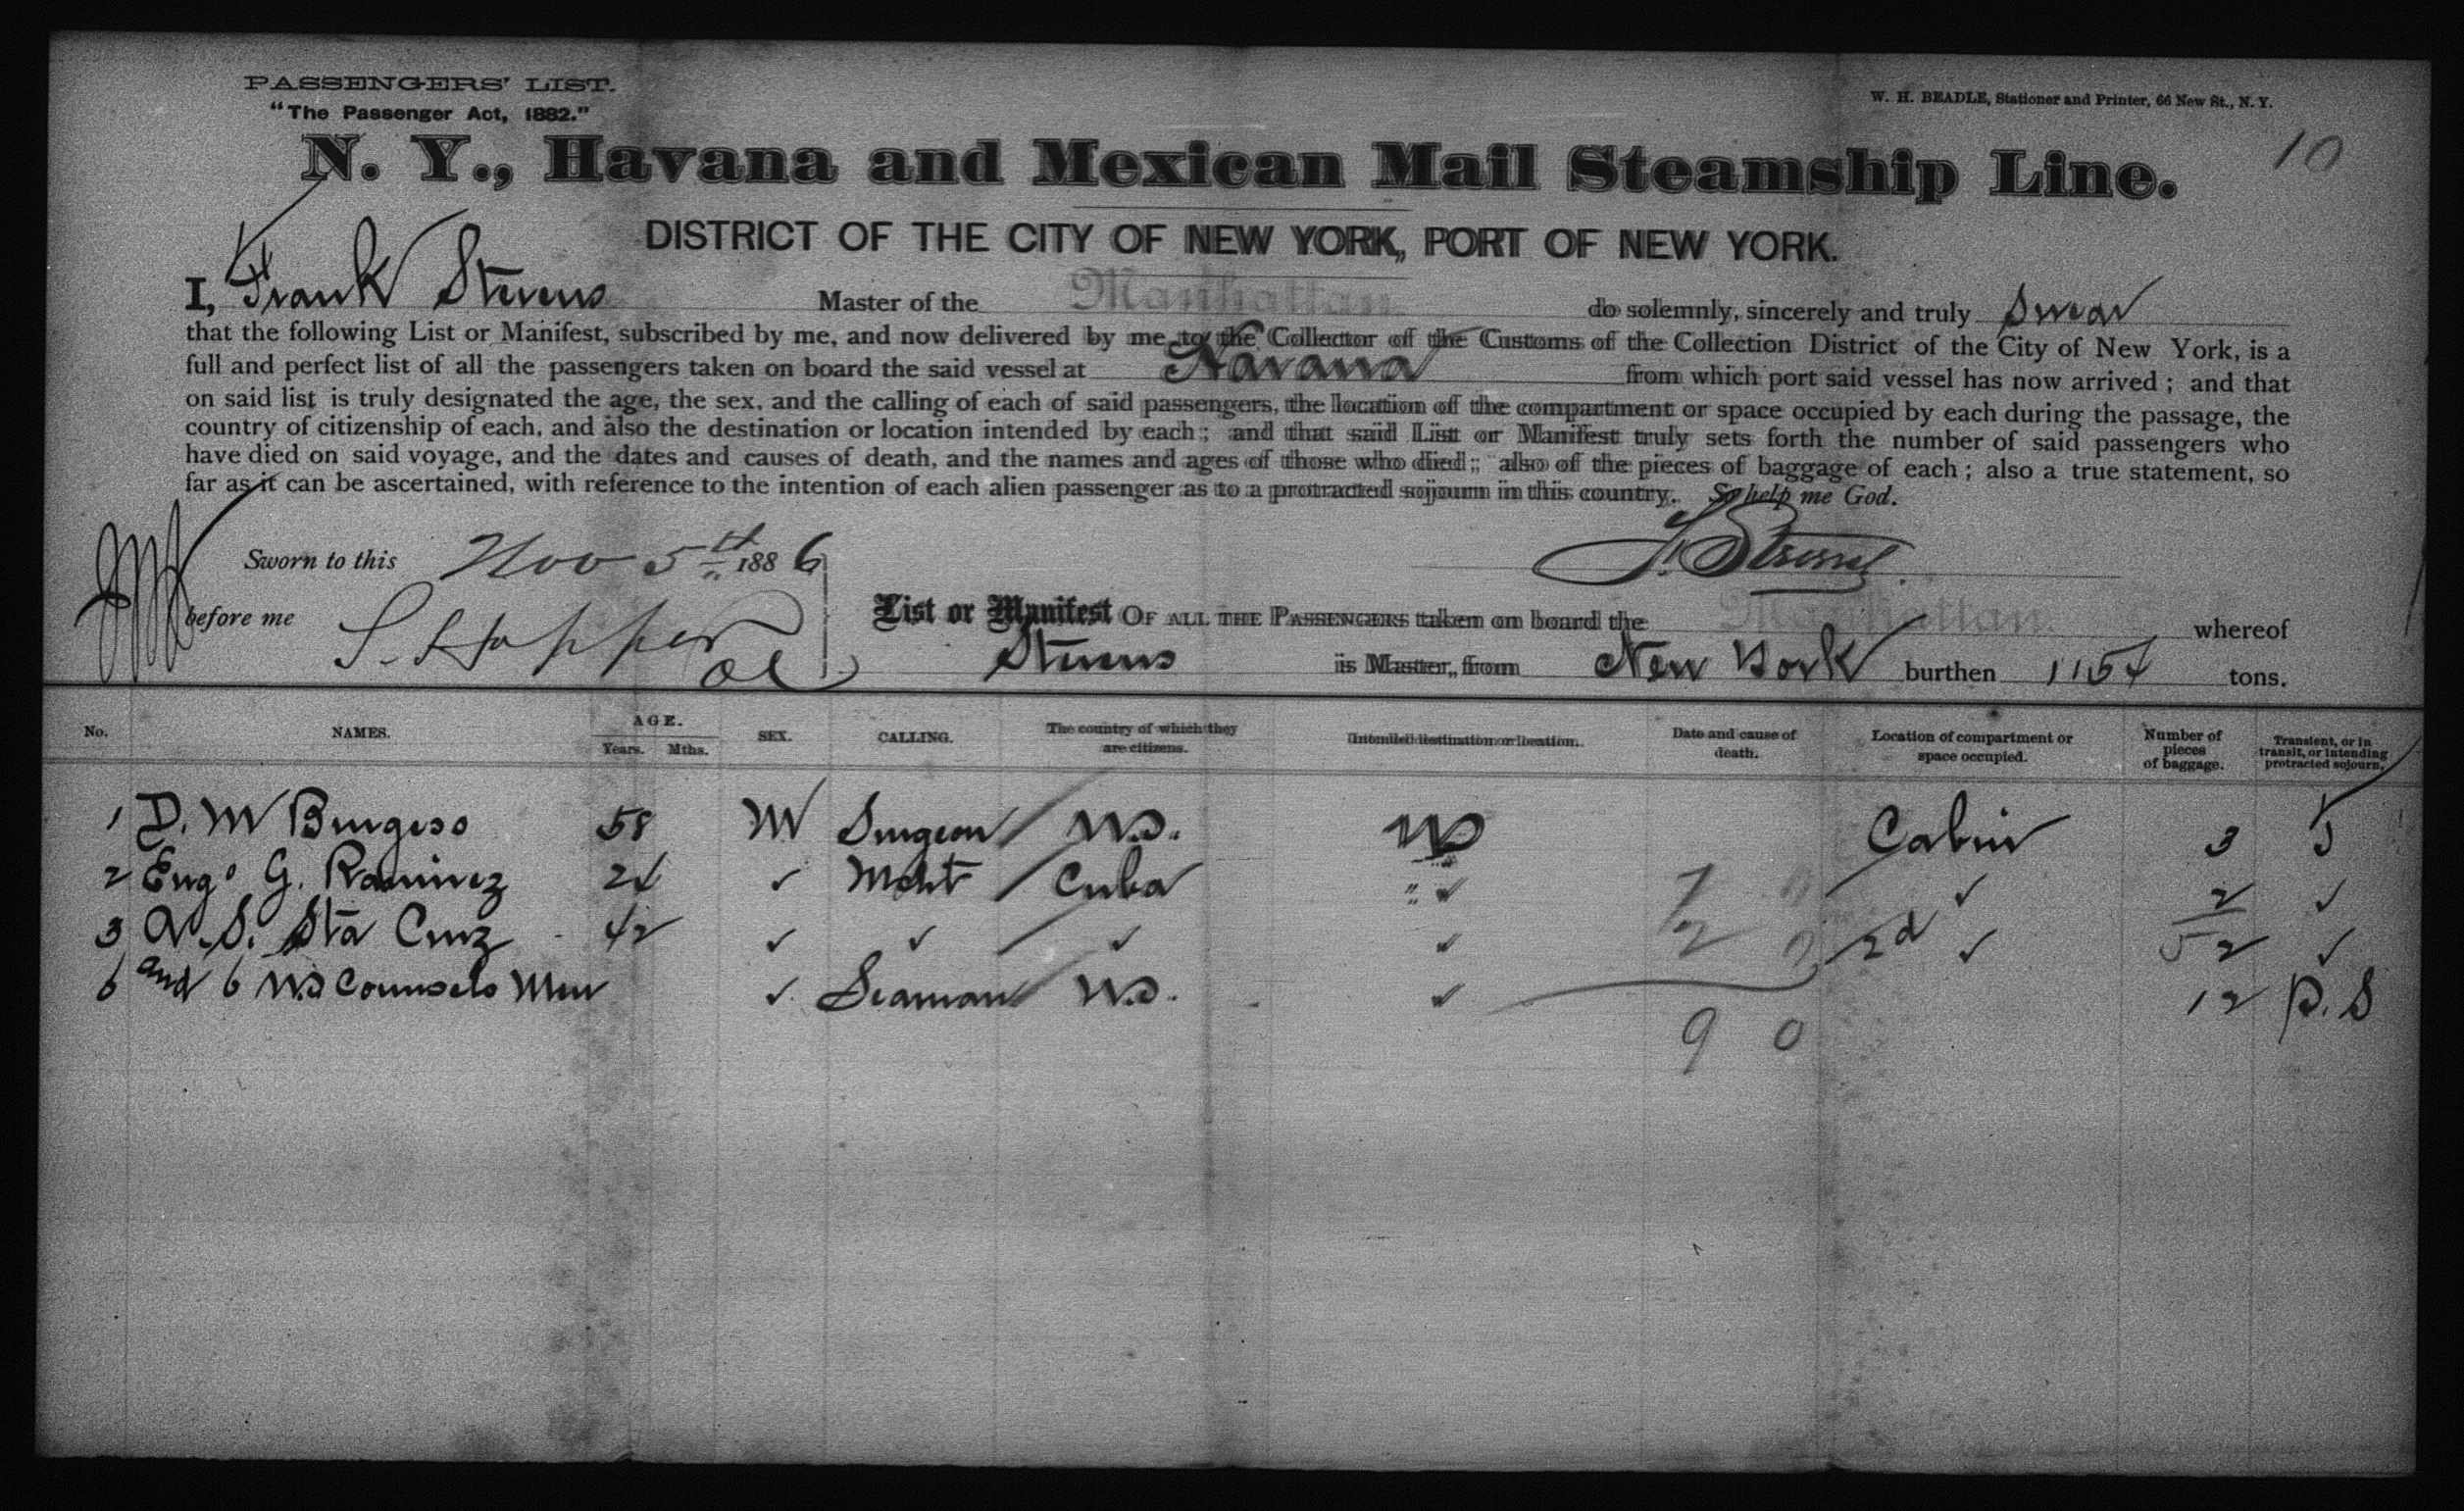 PASSENGERS' LIST.
"The Passenger Act, 1882."
W. H. BEADLE, Stationer and Printer, 66 New St., N. Y.
10
N. Y., Havana and Mexican Mail Steamship Line.
DISTRICT OF THE CITY OF NEW YORK, PORT OF NEW YORK.
I, Frank Stevens Master of the Manhattan do solemnly, sincerely and truly Swear
that the following List or Manifest, subscribed by me, and now delivered by me to the Collector of the Customs of the Collection District of the City of New York, is a
full and perfect list of all the passengers taken on board the said vessel at Havana from which port said vessel has now arrived; and that
on said list is truly designated the age, the sex, and the calling of each of said passengers, the location of the compartment or space occupied by each during the passage, the
country of citizenship of each, and also the destination or location intended by each; and that said List or Manifest truly sets forth the number of said passengers who
have died on said voyage, and the dates and causes of death, and the names and ages of those who died; also of the pieces of baggage of each; also a true statement, so
far as it can be ascertained, with reference to the intention of each alien passenger as to a protracted sojourn in this country. So help me God.
Sworn to this Nov 5th 1886 F. Stevens
before me S. Hopper
List or Manifest OF ALL THE PASSENGERS taken on board the Manhattan whereof
Stevens is Master, from New York burthen 1154 tons.
No. NAMES. AGE. Years. Mths. SEX. CALLING. The country of which they are citizens. Intended destination or location. Date and cause of death. Location of compartment or space occupied. Number of pieces of baggage. Transient, or in transit, or intending protracted sojourn.
1 D. M Burgess 58 M Surgeon U.S. US Cabin 3 T
2 Eugo G. Ramirez 24 ✓ Mcht Cuba " ✓ 7 0 ✓ 2 ✓
3 A. S. Sta Cruz 42 ✓ ✓ ✓ ✓ 2 0 2d ✓ 5 2 ✓
6 and 6 U.S Counsels Men ✓ Seaman U.S. ✓ 12 P. S
9 0